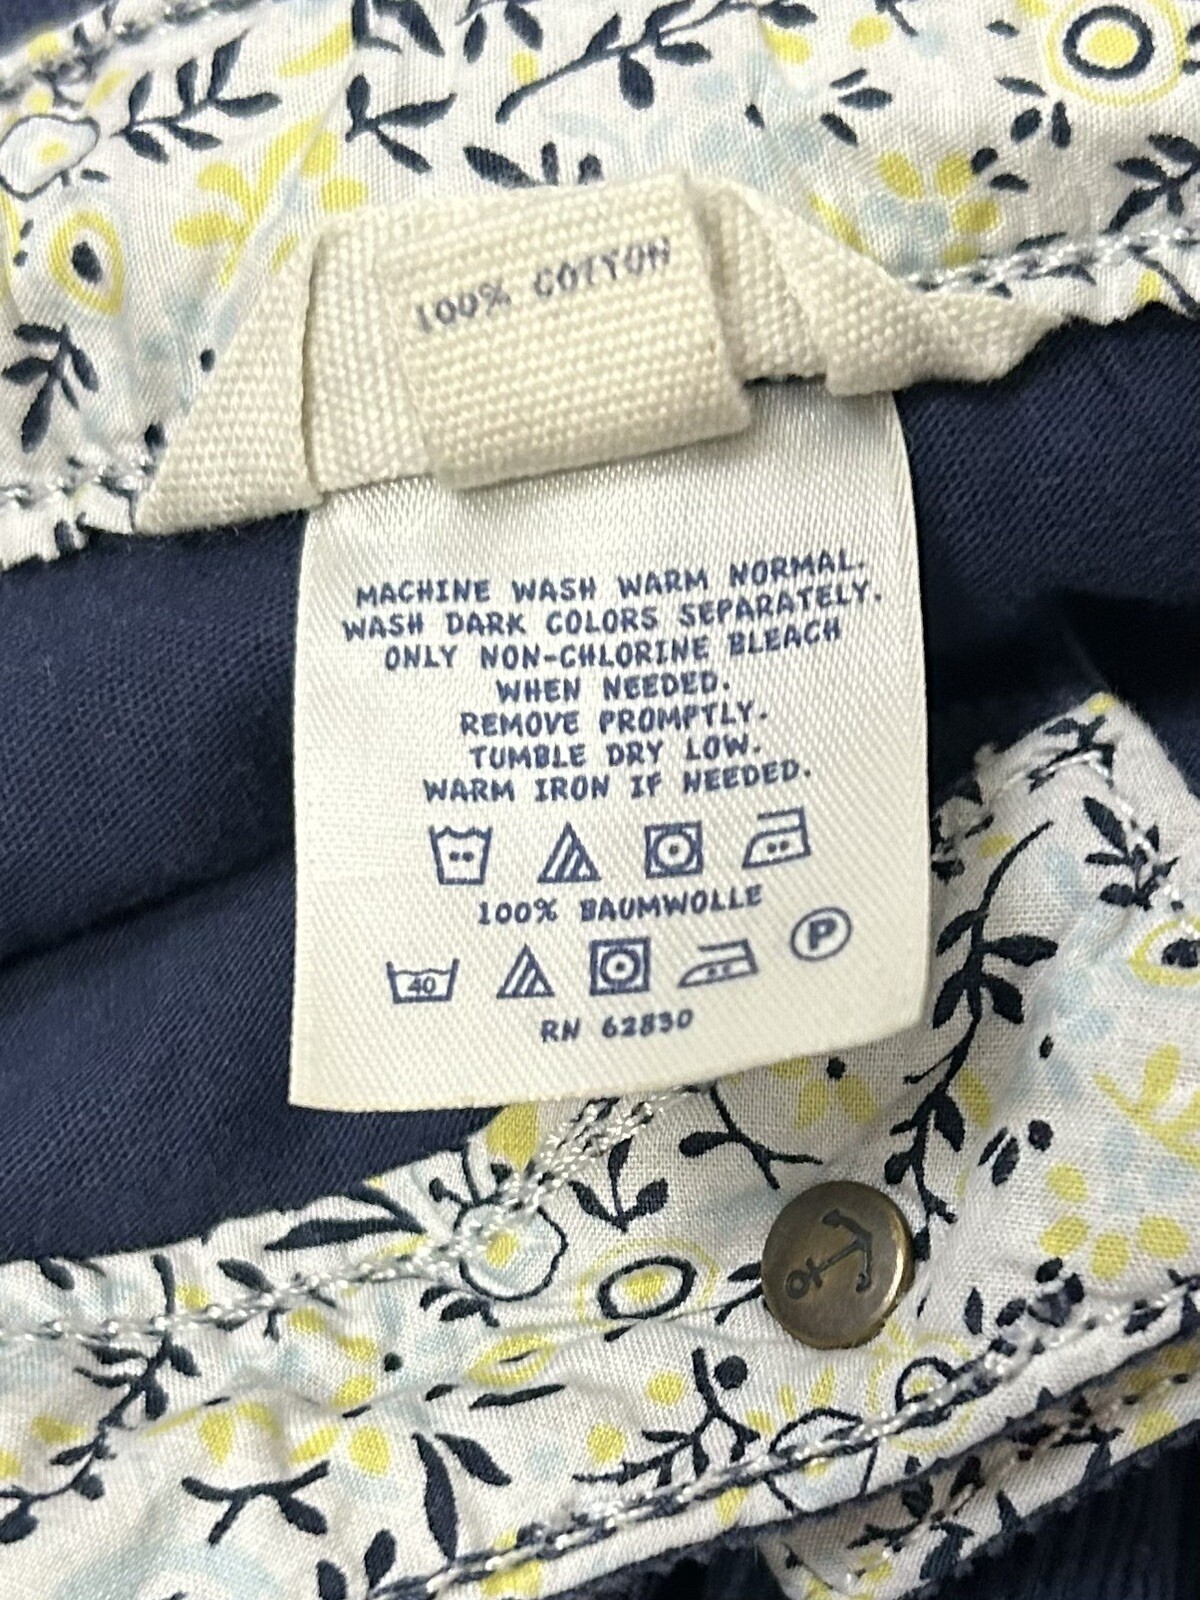 100% COTTON
MACHINE WASH WARM NORMAL.
WASH DARK COLORS SEPARATELY.
ONLY NON-CHLORINE BLEACH
WHEN NEEDED.
REMOVE PROMPTLY.
TUMBLE DRY LOW.
WARM IRON IF NEEDED.
100% BAUMWOLLE
40 P
RN 62830